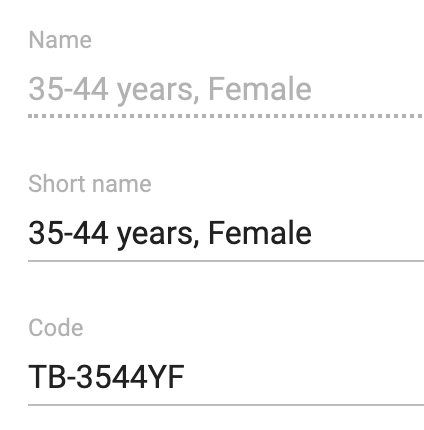 Name
35-44 years, Female
Short name
35-44 years, Female
Code
TB-3544YF